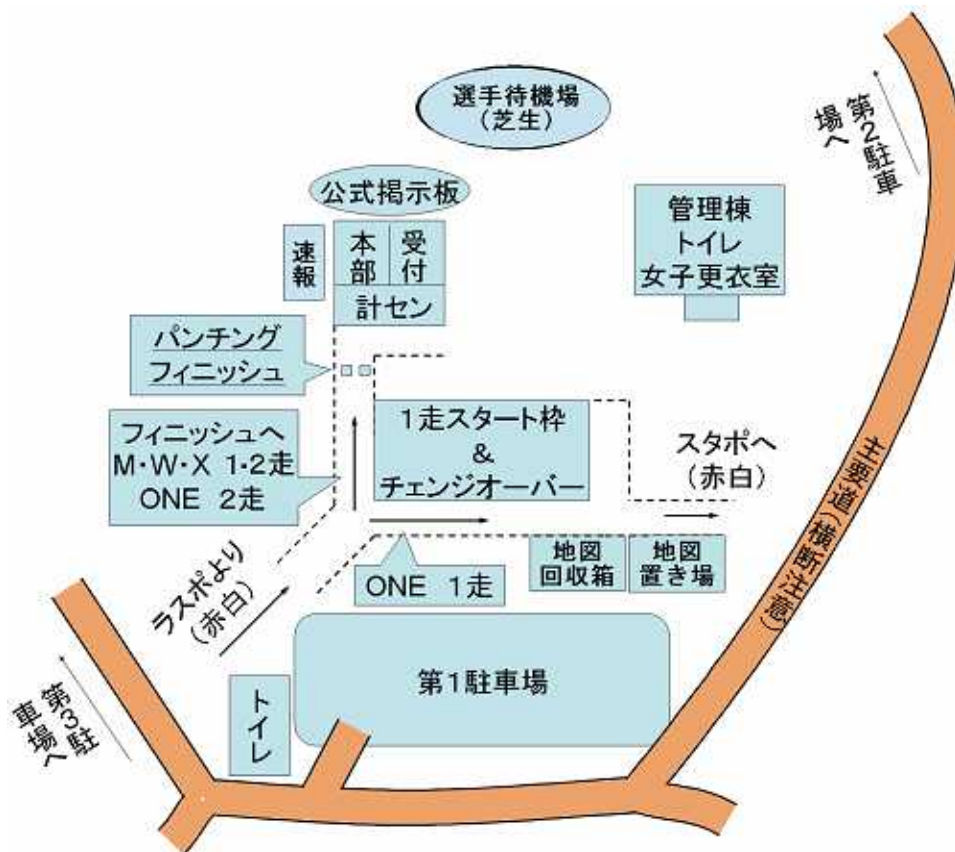 選手待機場
(芝生)
第2駐車
場へ
公式掲示板
管理棟
トイレ
女子更衣室
速報
本部
受付
計セン
パンチング
フィニッシュ
1走スタート枠
&
チェンジオーバー
フィニッシュへ
M・W・X 1・2走
ONE 2走
スタポへ
(赤白)
主要道(横断注意)
地図
回収箱
地図
置き場
ONE 1走
ラスポより
(赤白)
第1駐車場
トイレ
第3駐
車場へ